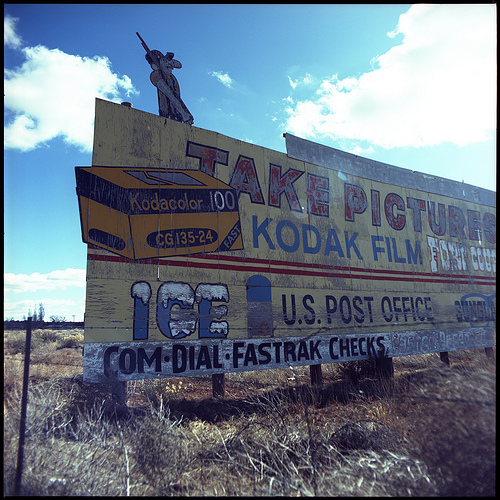 TAKE PICTURES
Kodacolor 100
CG 135-24
FAST
KODAK FILM
ICE
U.S. POST OFFICE
COM·DIAL·FASTRAK CHECKS